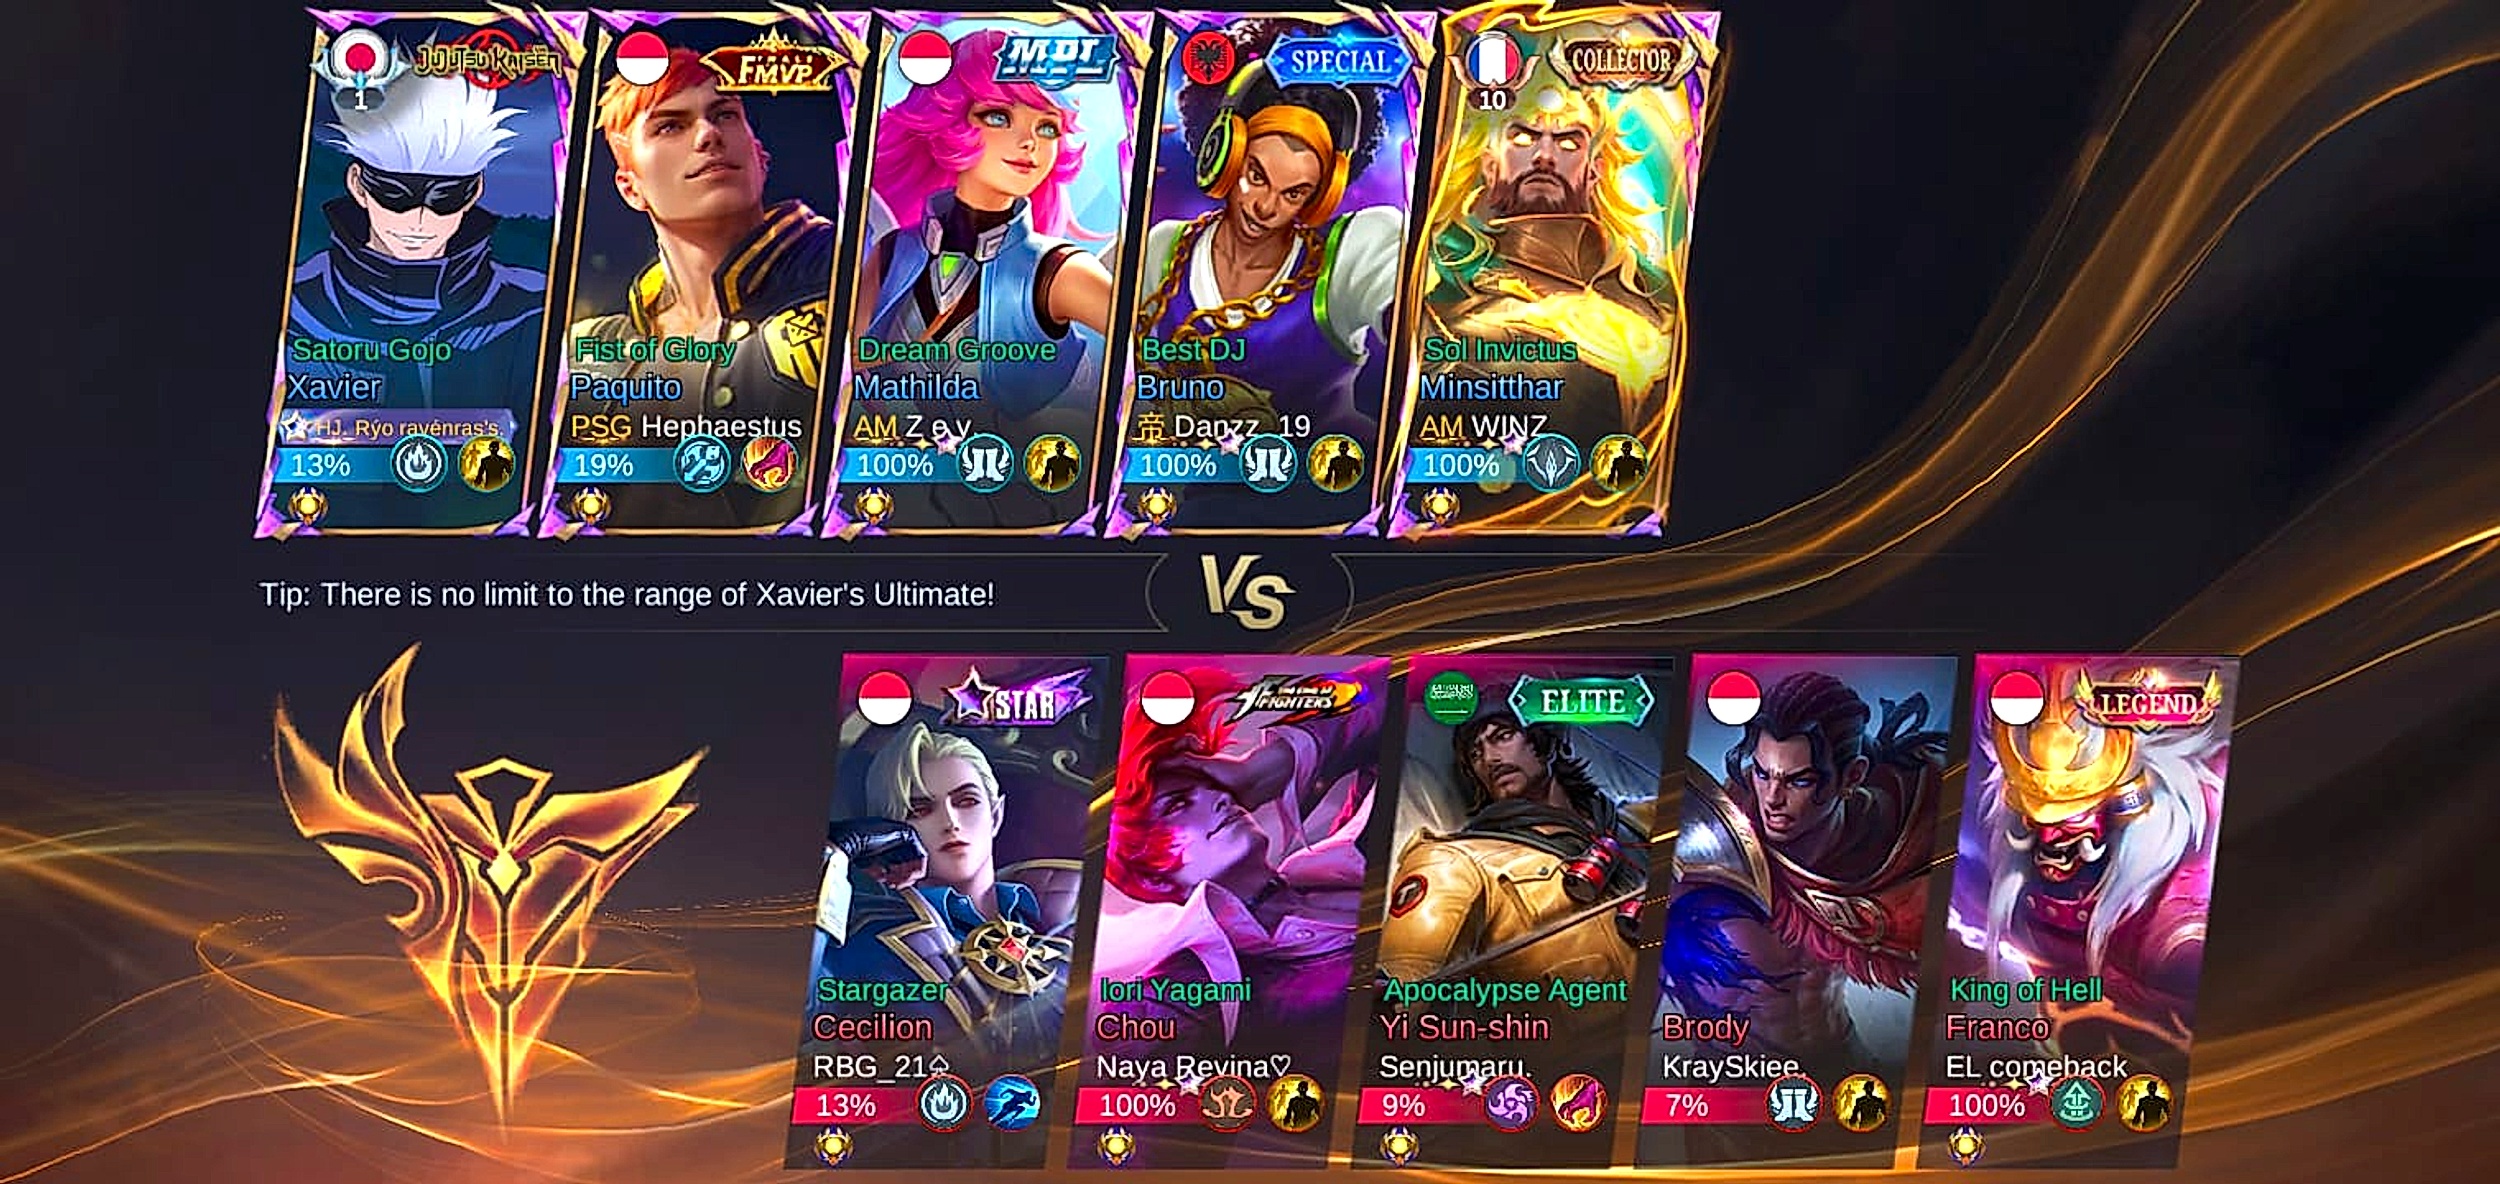 JUJUTSU KAISEN
1
Satoru Gojo
Xavier
HJ_Ryo ravenras's.
13%
FMVP
Fist of Glory
Paquito
PSG Hephaestus
19%
MPL
Dream Groove
Mathilda
AM Z e y
100%
SPECIAL
Best DJ
Bruno
帝 Danzz_19
100%
COLLECTOR
10
Sol Invictus
Minsitthar
AM WINZ
100%
Tip: There is no limit to the range of Xavier's Ultimate!
VS
STAR
Stargazer
Cecilion
RBG_21♤
13%
FIGHTERS
Iori Yagami
Chou
Naya Revina♡
100%
ELITE
Apocalypse Agent
Yi Sun-shin
Senjumaru.
9%
Brody
KraySkiee.
7%
LEGEND
King of Hell
Franco
EL comeback
100%